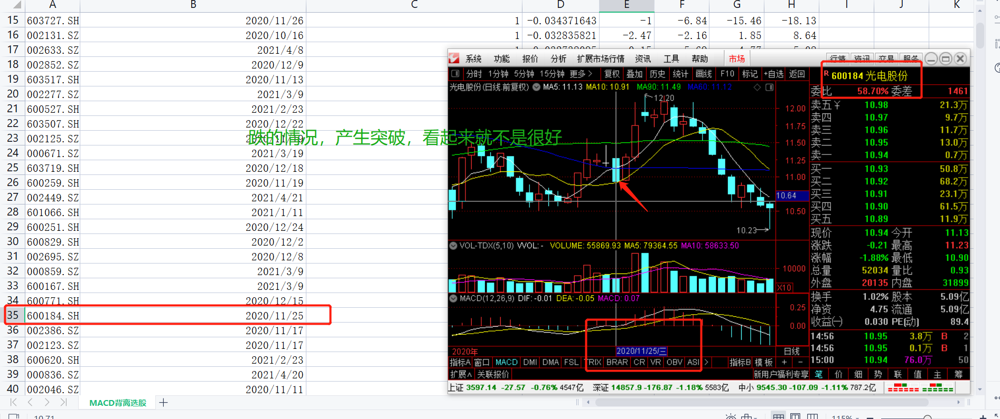 A B C D E F G H I J K
15 603727.SH 2020/11/26 1 -0.034371643 -1 -6.84 -15.46 -18.13
16 002131.SZ 2020/10/16 1 -0.032835821 -2.47 -2.16 1.85 8.64
17 002633.SZ 2021/4/8
18 002852.SZ 2020/12/9
19 603517.SH 2020/11/13
20 002277.SH 2021/3/9
21 600527.SH 2021/2/23
22 603507.SH 2020/12/22
23 002125.SZ
24 000671.SZ 2021/3/19
25 603719.SH 2020/12/18
26 600259.SH 2020/11/19
27 002449.SZ 2021/4/21
28 601066.SH 2021/1/11
29 600251.SH 2020/12/24
30 600829.SH 2020/12/2
31 002695.SZ 2020/12/8
32 000859.SZ 2021/3/9
33 600167.SH 2021/3/9
34 600771.SH 2020/12/15
35 600184.SH 2020/11/25
36 002386.SZ 2020/11/17
37 002123.SZ 2020/11/17
38 600620.SH 2021/2/23
39 000836.SZ 2021/4/20
40 002046.SZ 2020/11/11
跌的情况，产生突破，看起来就不是很好
系统 功能 报价 分析 扩展市场行情 资讯 工具 帮助 市场 行情 资讯 交易 服务
分时 1分钟 5分钟 15分钟 更多 复权 叠加 历史 统计 画线 F10 标记 +自选 返回
R 600184 光电股份
光电股份(日线.前复权) MA5: 11.13 MA10: 10.91 MA90: 11.49 MA60: 11.12
12.20
12.00
11.75
11.50
11.25
11.00
10.64
10.50
10.23
委比 58.70% 委差 1461
卖五 ¥ 10.98 21.3万
卖四 10.97 9.7万
卖三 10.96 11.7万
卖二 10.95 13.0万
卖一 10.94 0.7万
买一 10.93 50.8万
买二 10.92 68.2万
买三 10.91 23.1万
买四 10.90 61.5万
买五 10.89 11.9万
现价 10.94 今开 11.13
涨跌 -0.21 最高 11.23
涨幅 -1.88% 最低 10.90
总量 52034 量比 0.93
外盘 20135 内盘 31899
换手 1.02% 股本 5.09亿
净资 4.75 流通 5.09亿
收益㈠ 0.030 PE(动) 89.4
14:56 10.95 3.8万 B 2
14:56 10.95 0.1万 B 1
15:00 10.94 76.0万 50
VOL-TDX(5,10) VVOL: - VOLUME: 55869.93 MA5: 79364.55 MA10: 58633.50
10000
X10
MACD(12,26,9) DIF: -0.01 DEA: -0.05 MACD: 0.07
0.25
0.00
2020年 2020/11/25/三 日线
指标A 窗口 MACD DMI DMA FSL TRIX BRAR CR VR OBV ASI > 指标B 模板 + -
扩展∧ 关联报价 新用户福利专享 笔 价 细 势 联 值 主 筹
上证 3597.14 -27.57 -0.76% 4547亿 深证 14857.9 -176.87 -1.18% 5583亿 中小 9545.30 -107.09 -1.11% 787.2亿
MACD背离选股
115%